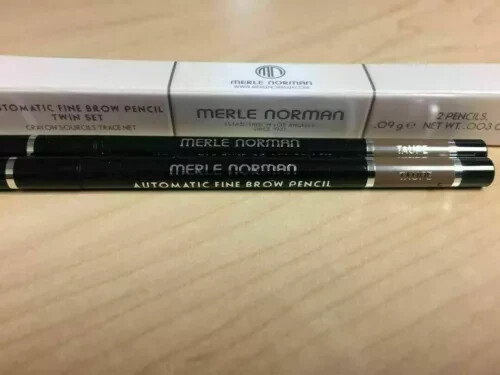 MERLE NORMAN
AUTOMATIC FINE BROW PENCIL
TWIN SET
CRAYON SOURCILS TRACE NET
MERLE NORMAN
2 PENCILS,
.09 g NET WT. .003 O
MERLE NORMAN TAUPE
MERLE NORMAN TAUPE
AUTOMATIC FINE BROW PENCIL